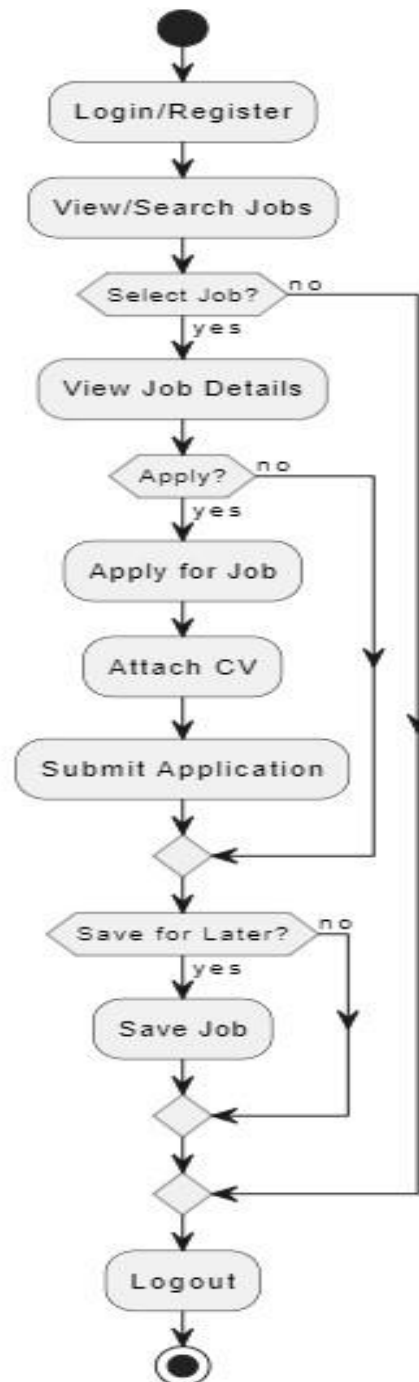 Login/Register
View/Search Jobs
Select Job?
no
yes
View Job Details
Apply?
no
yes
Apply for Job
Attach CV
Submit Application
Save for Later?
no
yes
Save Job
Logout